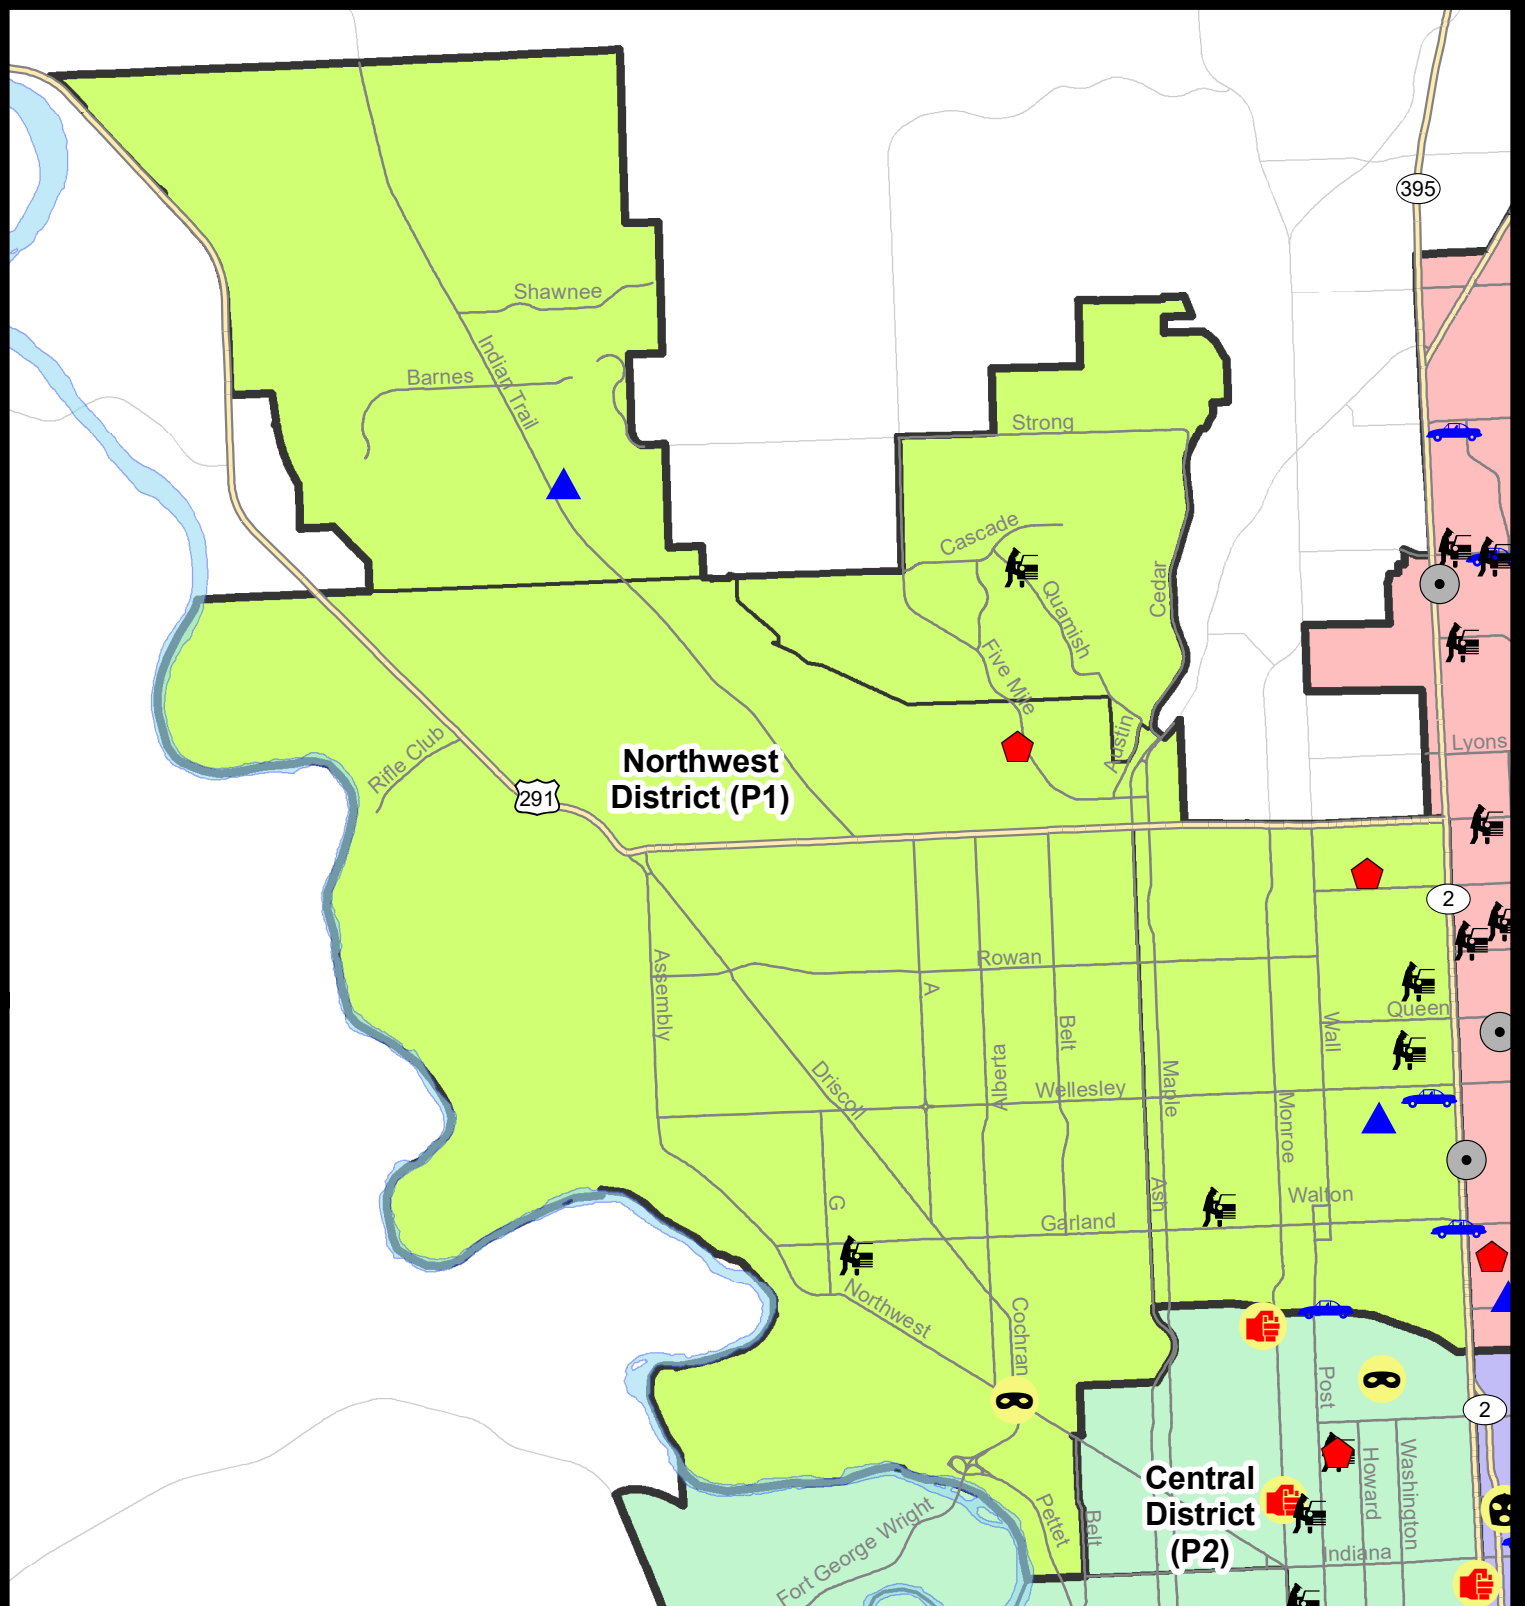 395
Shawnee
Indian Trail
Barnes
Strong
Cascade
Cedar
Quamish
Five Mile
Austin
Lyons
Rifle Club
Northwest
District (P1)
291
2
Rowan
Assembly
A
Queen
Wall
Belt
Alberta
Driscoll
Wellesley
Maple
Monroe
Ash
Walton
G
Garland
Northwest
Cochran
Post
2
Howard
Washington
Central
District
(P2)
Pettet
Belt
Fort George Wright
Indiana